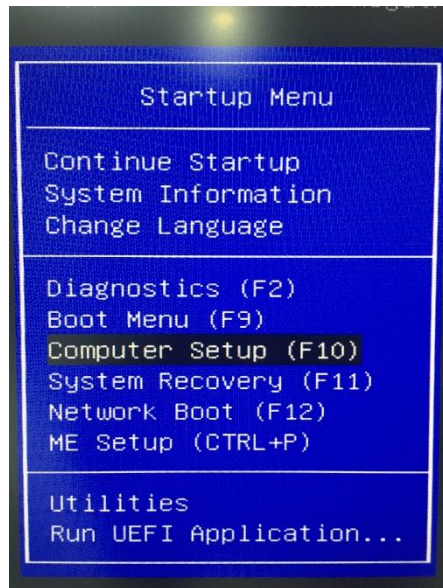 Startup Menu
Continue Startup
System Information
Change Language
Diagnostics (F2)
Boot Menu (F9)
Computer Setup (F10)
System Recovery (F11)
Network Boot (F12)
ME Setup (CTRL+P)
Utilities
Run UEFI Application...